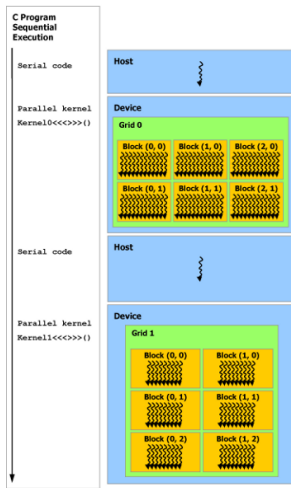 C Program
Sequential
Execution
Serial code
Host
Parallel kernel
Kernel0<<<>>>()
Device
Grid 0
Block (0, 0)
Block (1, 0)
Block (2, 0)
Block (0, 1)
Block (1, 1)
Block (2, 1)
Serial code
Host
Parallel kernel
Kernel1<<<>>>()
Device
Grid 1
Block (0, 0)
Block (1, 0)
Block (0, 1)
Block (1, 1)
Block (0, 2)
Block (1, 2)